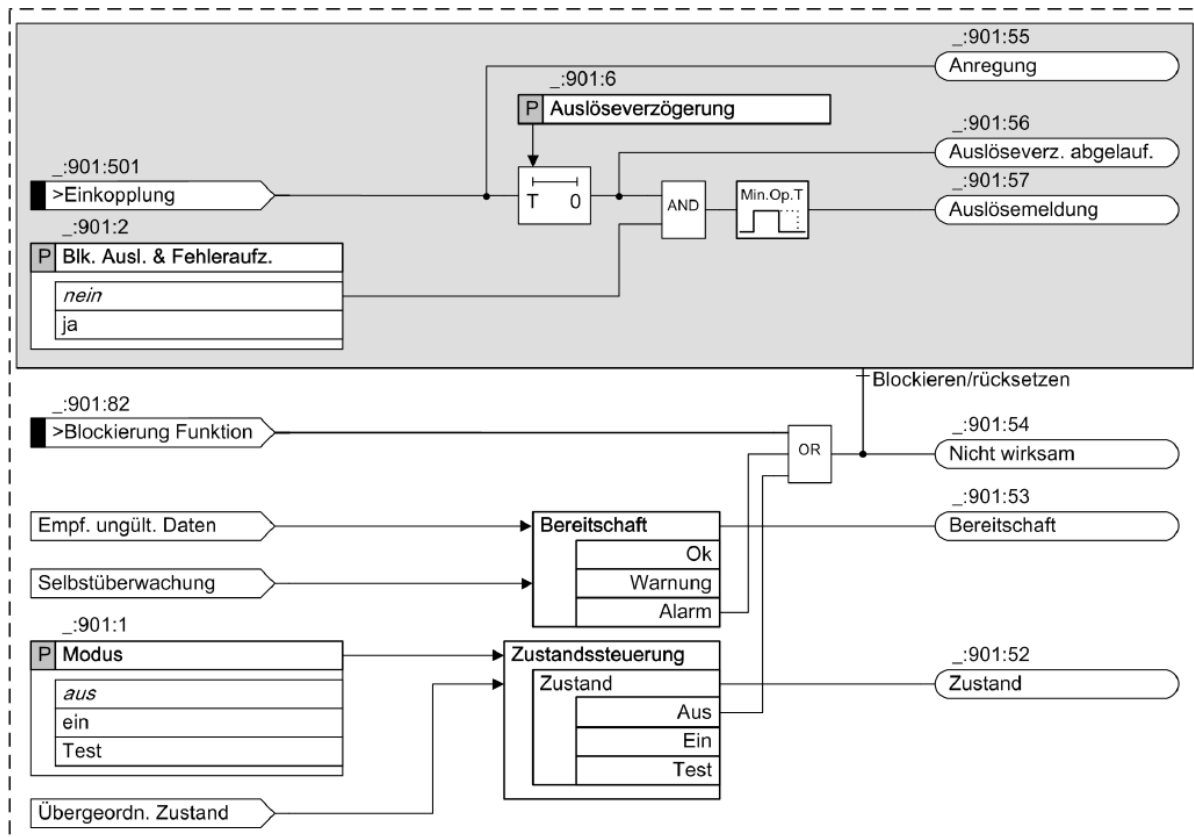 _:901:55
Anregung
_:901:6
P Auslöseverzögerung
_:901:56
Auslöseverz. abgelauf.
_:901:501
>Einkopplung
T 0
AND
Min.Op.T
_:901:57
Auslösemeldung
_:901:2
P Blk. Ausl. & Fehleraufz.
nein
ja
Blockieren/rücksetzen
_:901:82
>Blockierung Funktion
OR
_:901:54
Nicht wirksam
_:901:53
Empf. ungült. Daten
Bereitschaft
Bereitschaft
Ok
Selbstüberwachung
Warnung
Alarm
_:901:1
P Modus
aus
ein
Test
Zustandssteuerung
Zustand
Aus
Ein
Test
_:901:52
Zustand
Übergeordn. Zustand